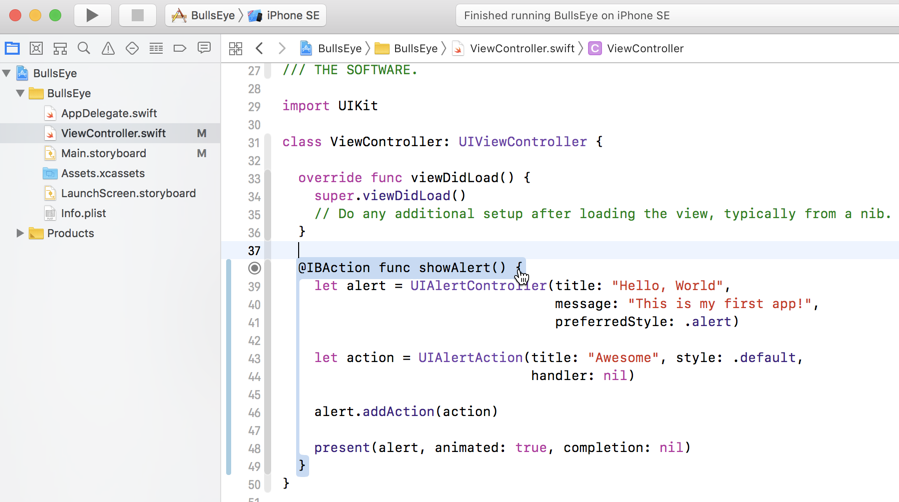 BullsEye
iPhone SE
Finished running BullsEye on iPhone SE
BullsEye
BullsEye
ViewController.swift
ViewController
BullsEye
BullsEye
AppDelegate.swift
ViewController.swift M
Main.storyboard M
Assets.xcassets
LaunchScreen.storyboard
Info.plist
Products
27 /// THE SOFTWARE.
28
29 import UIKit
30
31 class ViewController: UIViewController {
32
33 override func viewDidLoad() {
34 super.viewDidLoad()
35 // Do any additional setup after loading the view, typically from a nib.
36 }
37
@IBAction func showAlert() {
39 let alert = UIAlertController(title: "Hello, World",
40 message: "This is my first app!",
41 preferredStyle: .alert)
42
43 let action = UIAlertAction(title: "Awesome", style: .default,
44 handler: nil)
45
46 alert.addAction(action)
47
48 present(alert, animated: true, completion: nil)
49 }
50 }
51